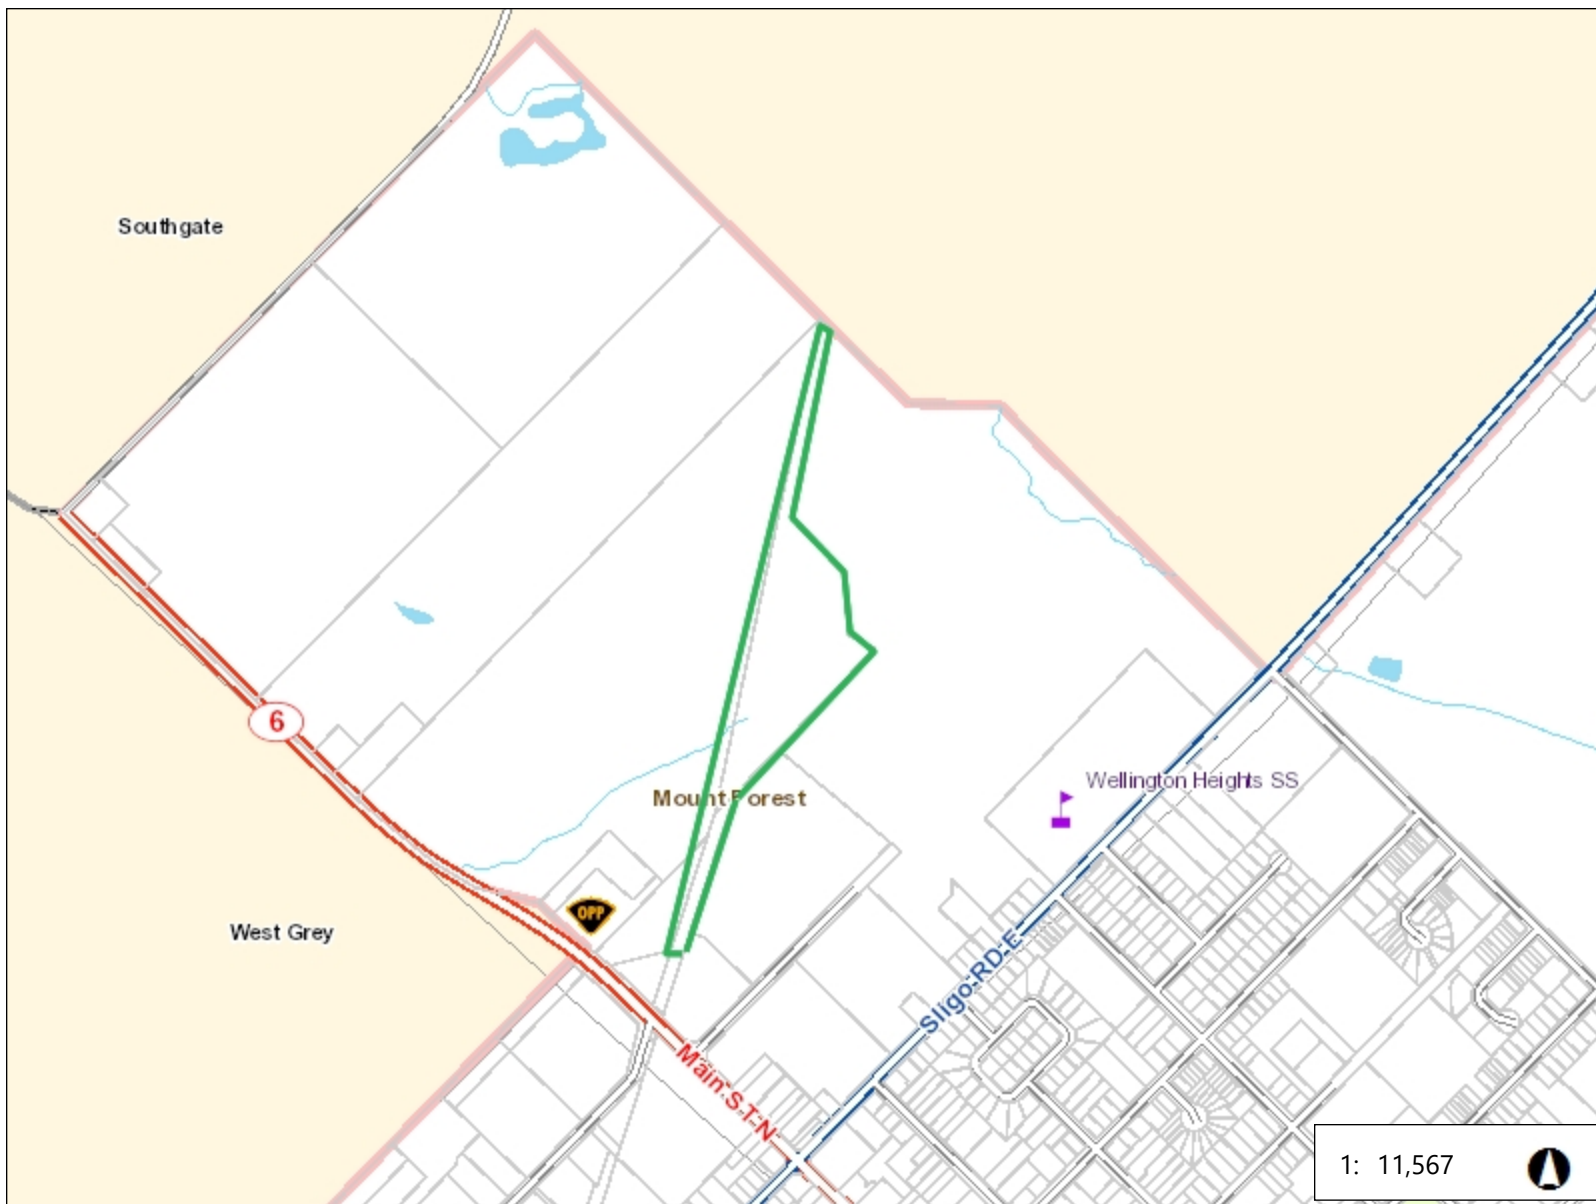 Southgate
6
Wellington Heights SS
Mount Forest
OPP
West Grey
Sligo RD E
Main ST N
1: 11,567